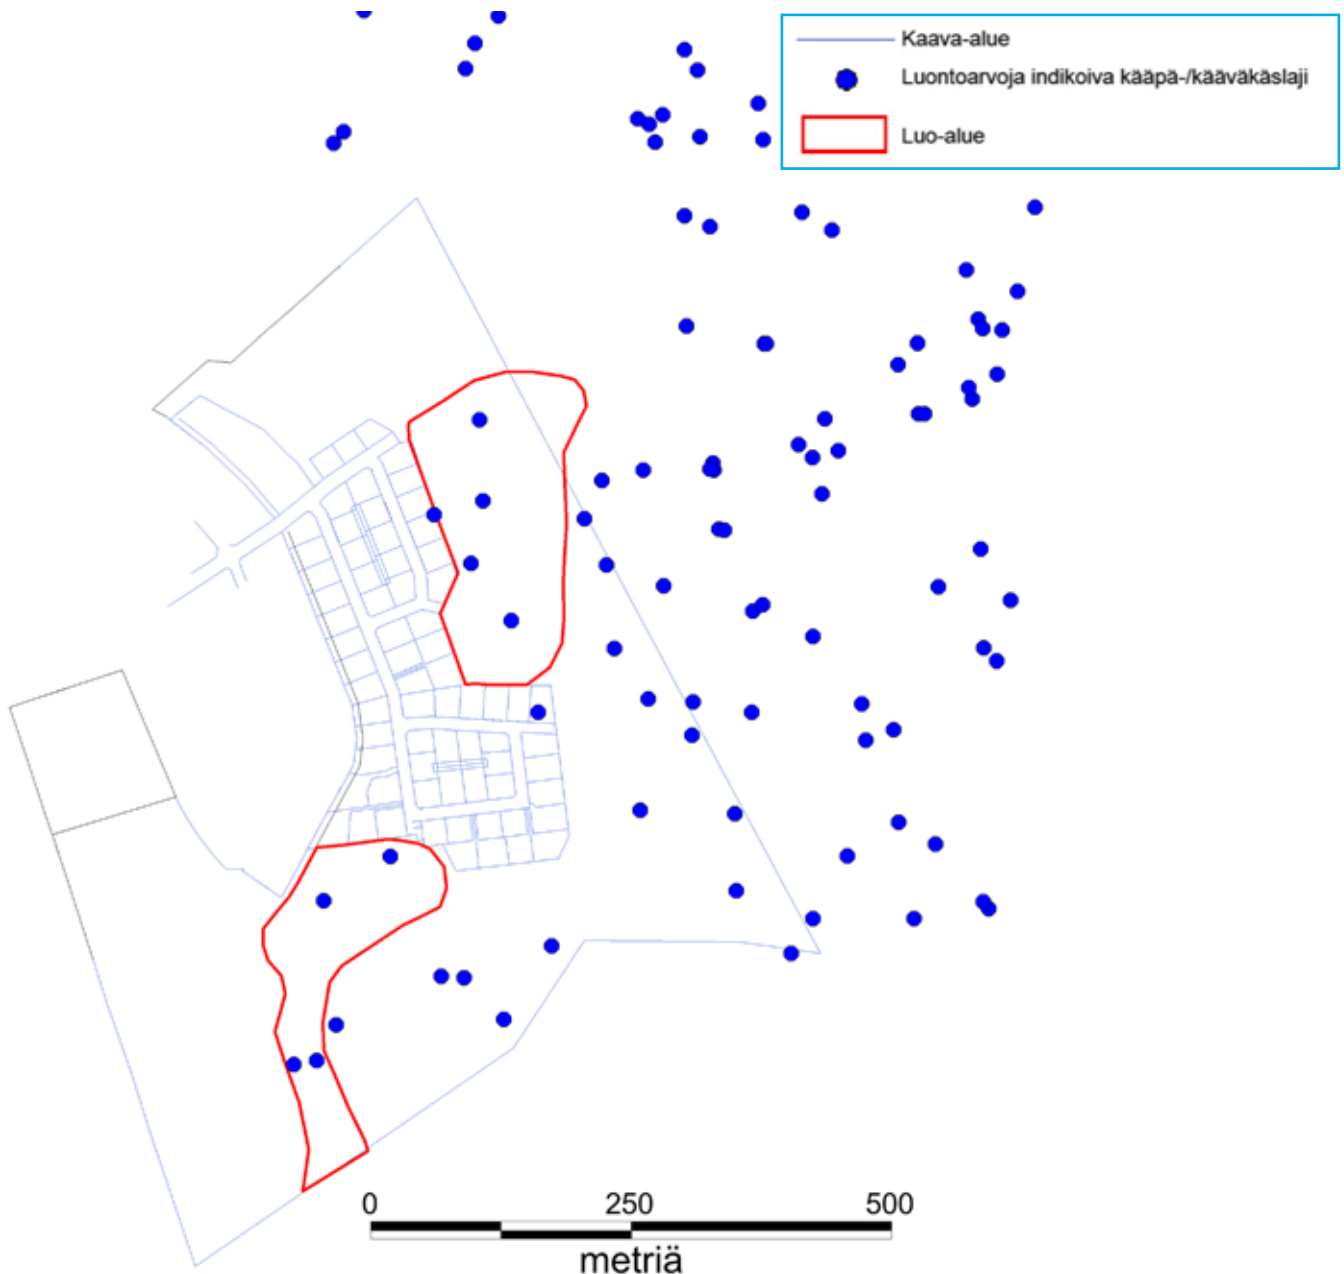 Kaava-alue
Luontoarvoja indikoiva kääpä-/kääväkäslaji
Luo-alue
0 250 500
metriä